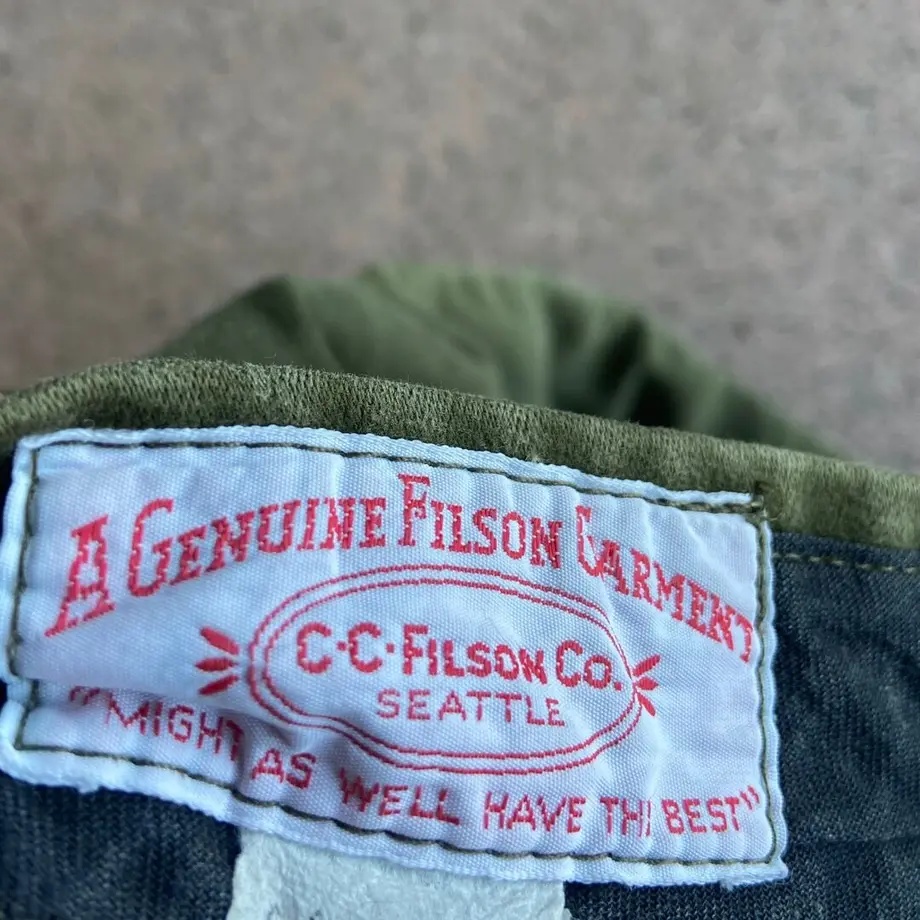 A GENUINE FILSON GARMENT
C·C·FILSON CO.
SEATTLE
"MIGHT AS WELL HAVE THE BEST"